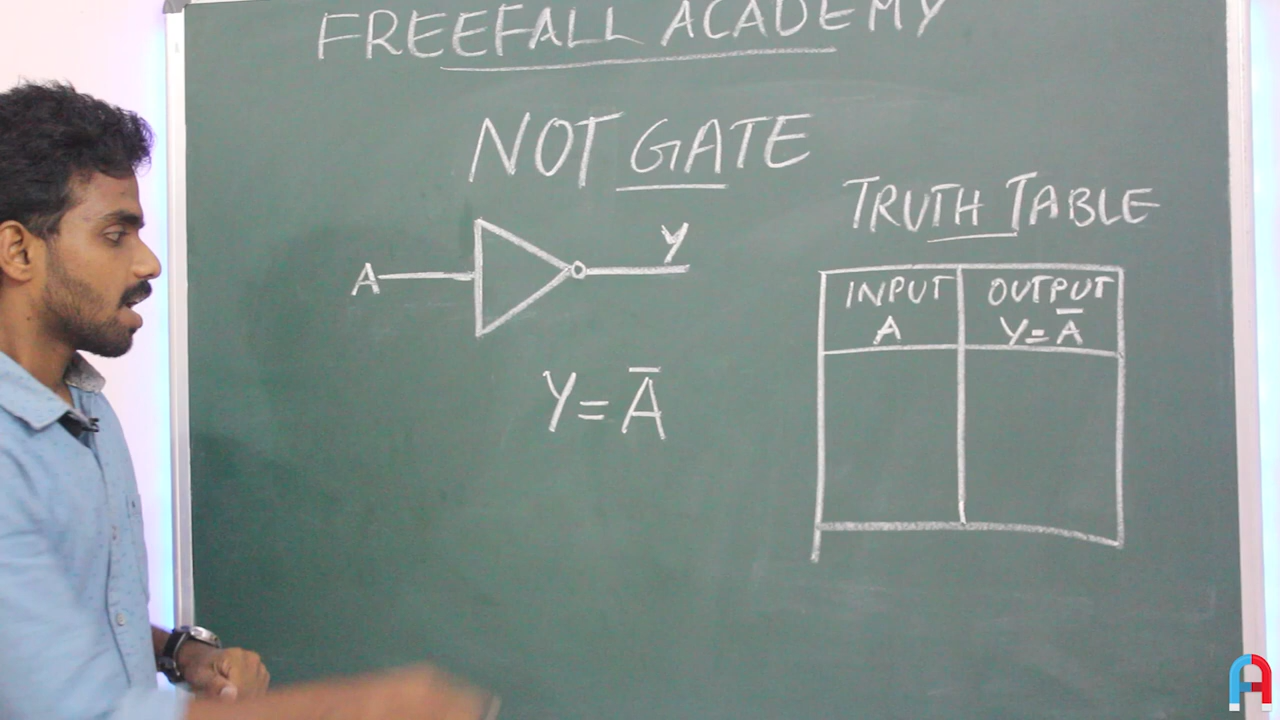 FREEFALL ACADEMY
NOT GATE
A
Y
Y = A̅
TRUTH TABLE
INPUT
A
OUTPUT
Y = A̅